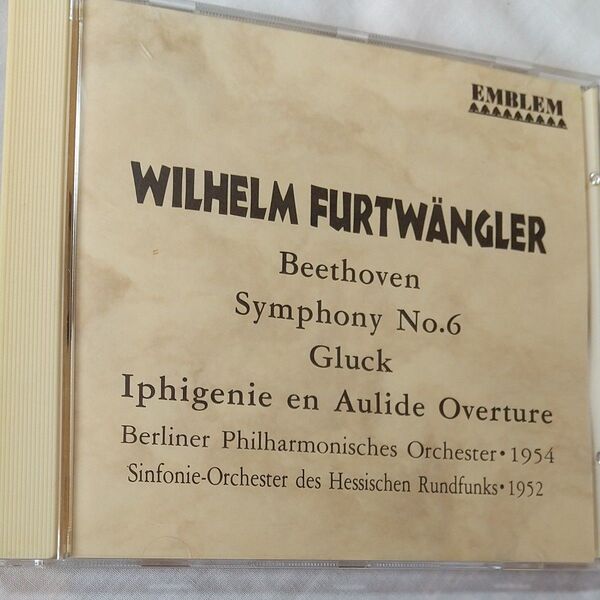 EMBLEM
WILHELM FURTWÄNGLER
Beethoven
Symphony No.6
Gluck
Iphigenie en Aulide Overture
Berliner Philharmonisches Orchester・1954
Sinfonie-Orchester des Hessischen Rundfunks・1952